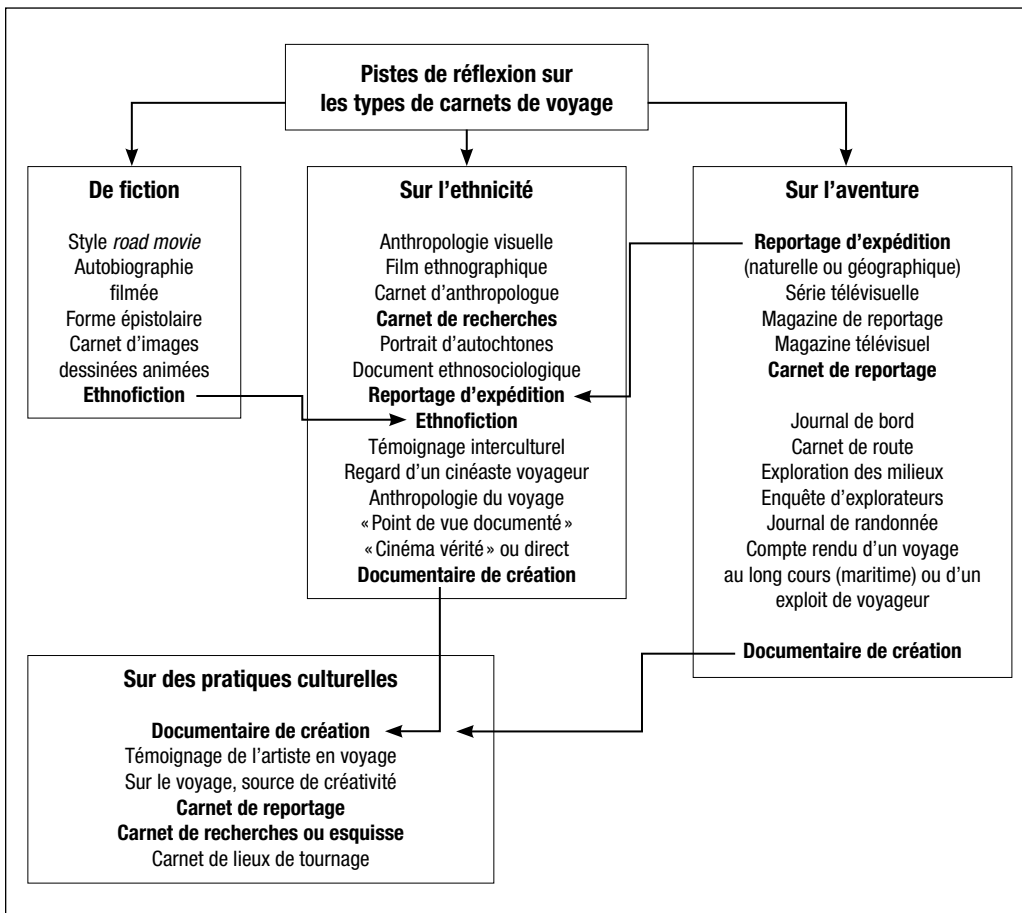 Pistes de réflexion sur
les types de carnets de voyage
De fiction
Style road movie
Autobiographie
filmée
Forme épistolaire
Carnet d’images
dessinées animées
Ethnofiction
Sur l’ethnicité
Anthropologie visuelle
Film ethnographique
Carnet d’anthropologue
Carnet de recherches
Portrait d’autochtones
Document ethnosociologique
Reportage d’expédition
Ethnofiction
Témoignage interculturel
Regard d’un cinéaste voyageur
Anthropologie du voyage
« Point de vue documenté »
« Cinéma vérité » ou direct
Documentaire de création
Sur l’aventure
Reportage d’expédition
(naturelle ou géographique)
Série télévisuelle
Magazine de reportage
Magazine télévisuel
Carnet de reportage
Journal de bord
Carnet de route
Exploration des milieux
Enquête d’explorateurs
Journal de randonnée
Compte rendu d’un voyage
au long cours (maritime) ou d’un
exploit de voyageur
Documentaire de création
Sur des pratiques culturelles
Documentaire de création
Témoignage de l’artiste en voyage
Sur le voyage, source de créativité
Carnet de reportage
Carnet de recherches ou esquisse
Carnet de lieux de tournage